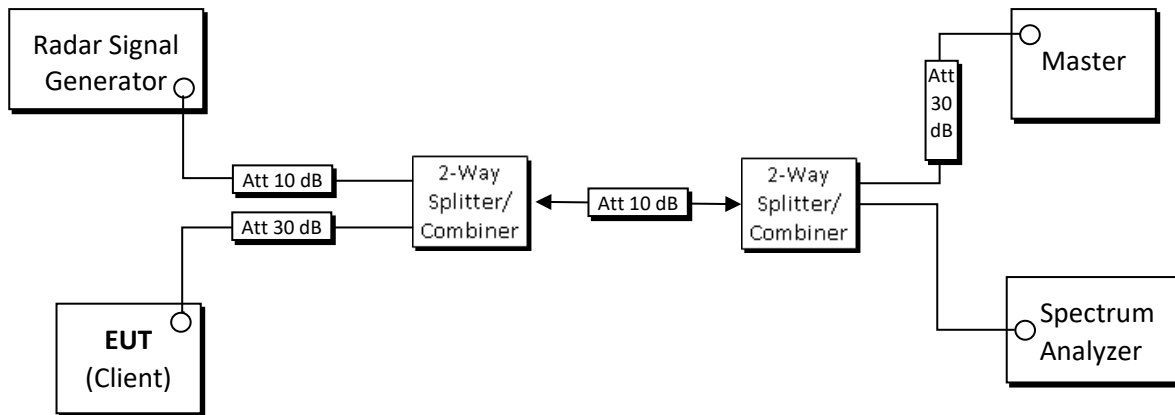 Radar Signal
Generator
Att 10 dB
Att 30 dB
EUT
(Client)
2-Way
Splitter/
Combiner
Att 10 dB
2-Way
Splitter/
Combiner
Att
30
dB
Master
Spectrum
Analyzer